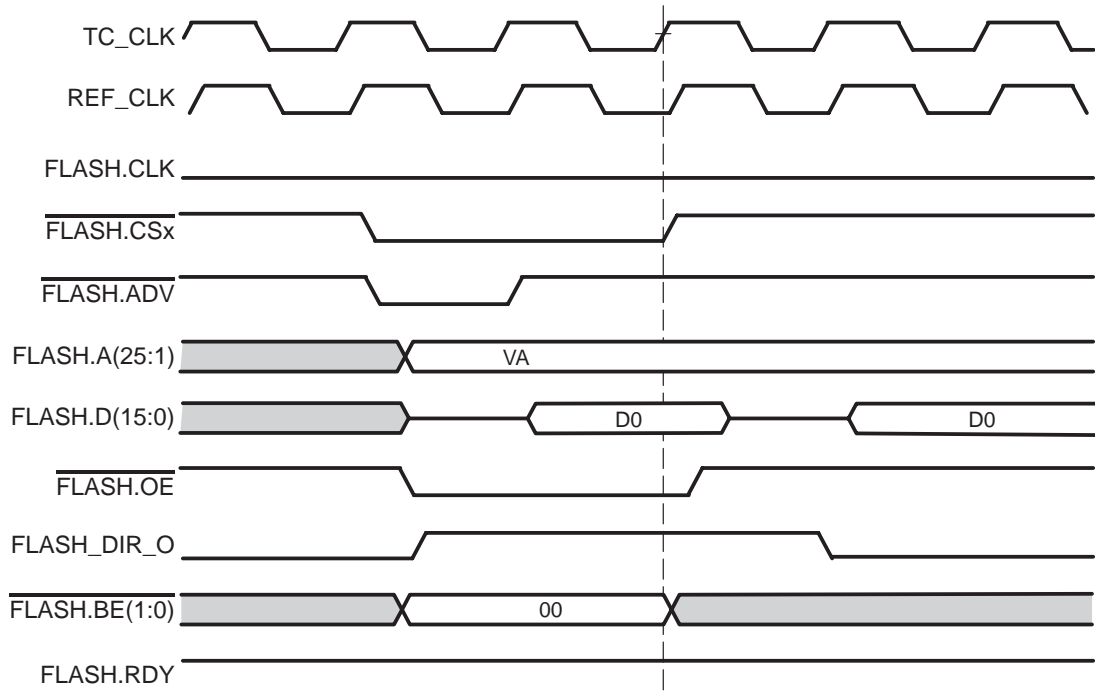 TC_CLK
REF_CLK
FLASH.CLK
FLASH.CSx
FLASH.ADV
FLASH.A(25:1) VA
FLASH.D(15:0) D0 D0
FLASH.OE
FLASH_DIR_O
FLASH.BE(1:0) 00
FLASH.RDY